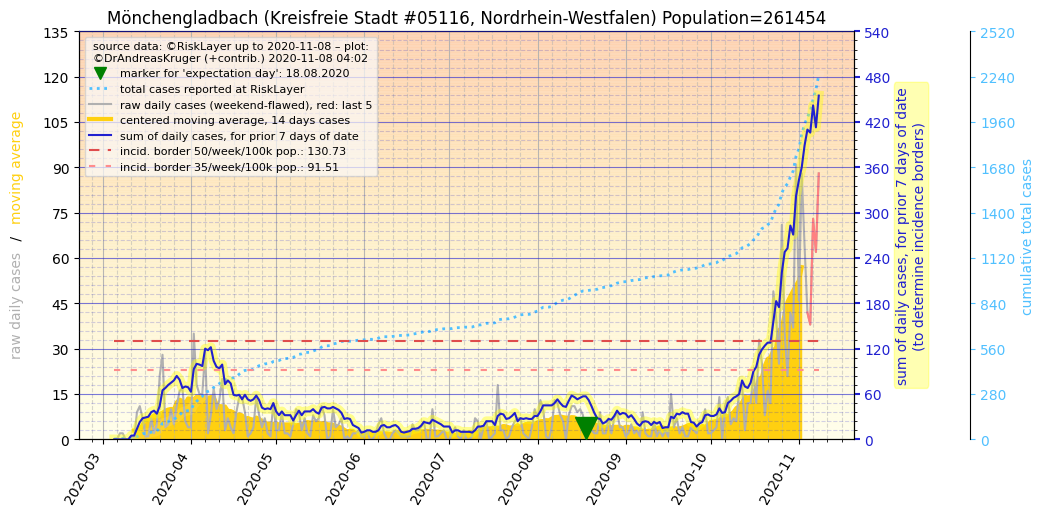 Mönchengladbach (Kreisfreie Stadt #05116, Nordrhein-Westfalen) Population=261454
source data: ©RiskLayer up to 2020-11-08 – plot:
©DrAndreasKruger (+contrib.) 2020-11-08 04:02
marker for 'expectation day': 18.08.2020
total cases reported at RiskLayer
raw daily cases (weekend-flawed), red: last 5
centered moving average, 14 days cases
sum of daily cases, for prior 7 days of date
incid. border 50/week/100k pop.: 130.73
incid. border 35/week/100k pop.: 91.51
raw daily cases / moving average
135
120
105
90
75
60
45
30
15
0
2020-03
2020-04
2020-05
2020-06
2020-07
2020-08
2020-09
2020-10
2020-11
540
480
420
360
300
240
180
120
60
0
sum of daily cases, for prior 7 days of date
(to determine incidence borders)
2520
2240
1960
1680
1400
1120
840
560
280
0
cumulative total cases